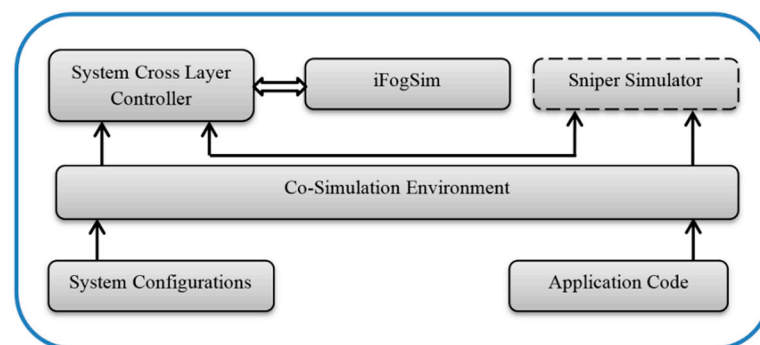 System Cross Layer
Controller
iFogSim
Sniper Simulator
Co-Simulation Environment
System Configurations
Application Code